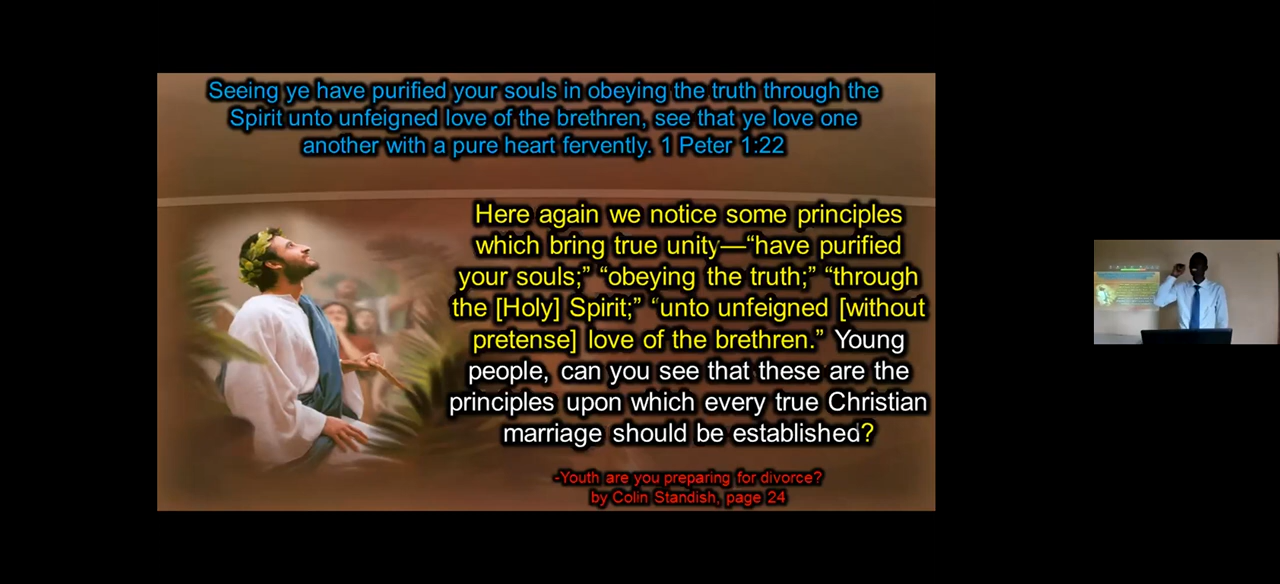 Seeing ye have purified your souls in obeying the truth through the
Spirit unto unfeigned love of the brethren, see that ye love one
another with a pure heart fervently. 1 Peter 1:22
Here again we notice some principles
which bring true unity—“have purified
your souls;” “obeying the truth;” “through
the [Holy] Spirit;” “unto unfeigned [without
pretense] love of the brethren.” Young
people, can you see that these are the
principles upon which every true Christian
marriage should be established?
-Youth are you preparing for divorce?
by Colin Standish, page 24